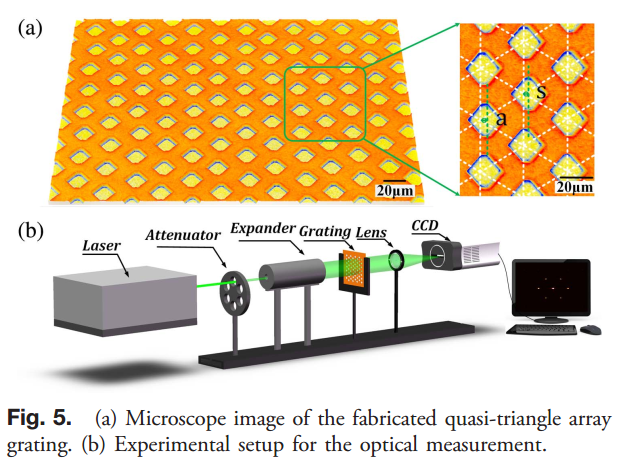 (a)
s
a
20μm
20μm
(b)
Laser
Attenuator
Expander
Grating
Lens
CCD
Fig. 5. (a) Microscope image of the fabricated quasi-triangle array
grating. (b) Experimental setup for the optical measurement.